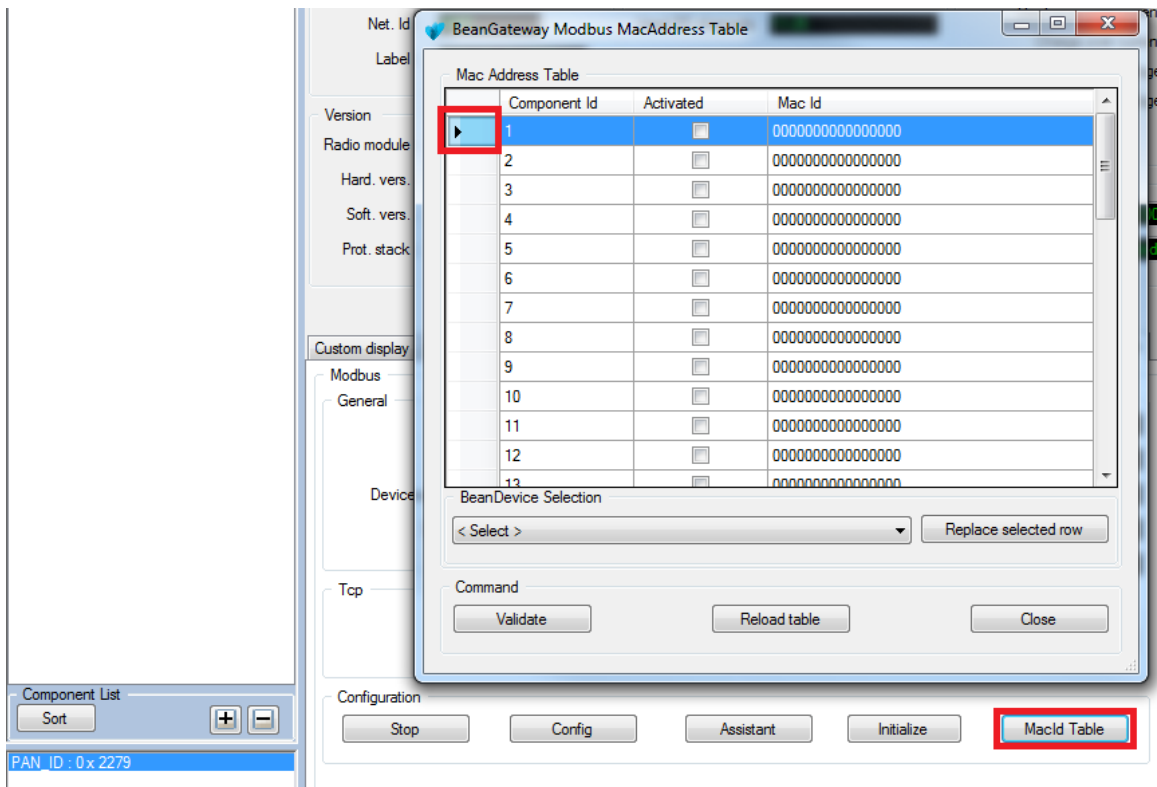 Net. Id
BeanGateway Modbus MacAddress Table
Label
Mac Address Table
Component Id Activated Mac Id
Version
1 0000000000000000
Radio module
2 0000000000000000
Hard. vers.
3 0000000000000000
Soft. vers.
4 0000000000000000
Prot. stack
5 0000000000000000
6 0000000000000000
7 0000000000000000
8 0000000000000000
Custom display
9 0000000000000000
Modbus
General
10 0000000000000000
11 0000000000000000
12 0000000000000000
13 0000000000000000
Device
BeanDevice Selection
< Select > Replace selected row
Tcp
Command
Validate Reload table Close
Component List
Configuration
Sort
Stop Config Assistant Initialize MacId Table
PAN_ID : 0 x 2279